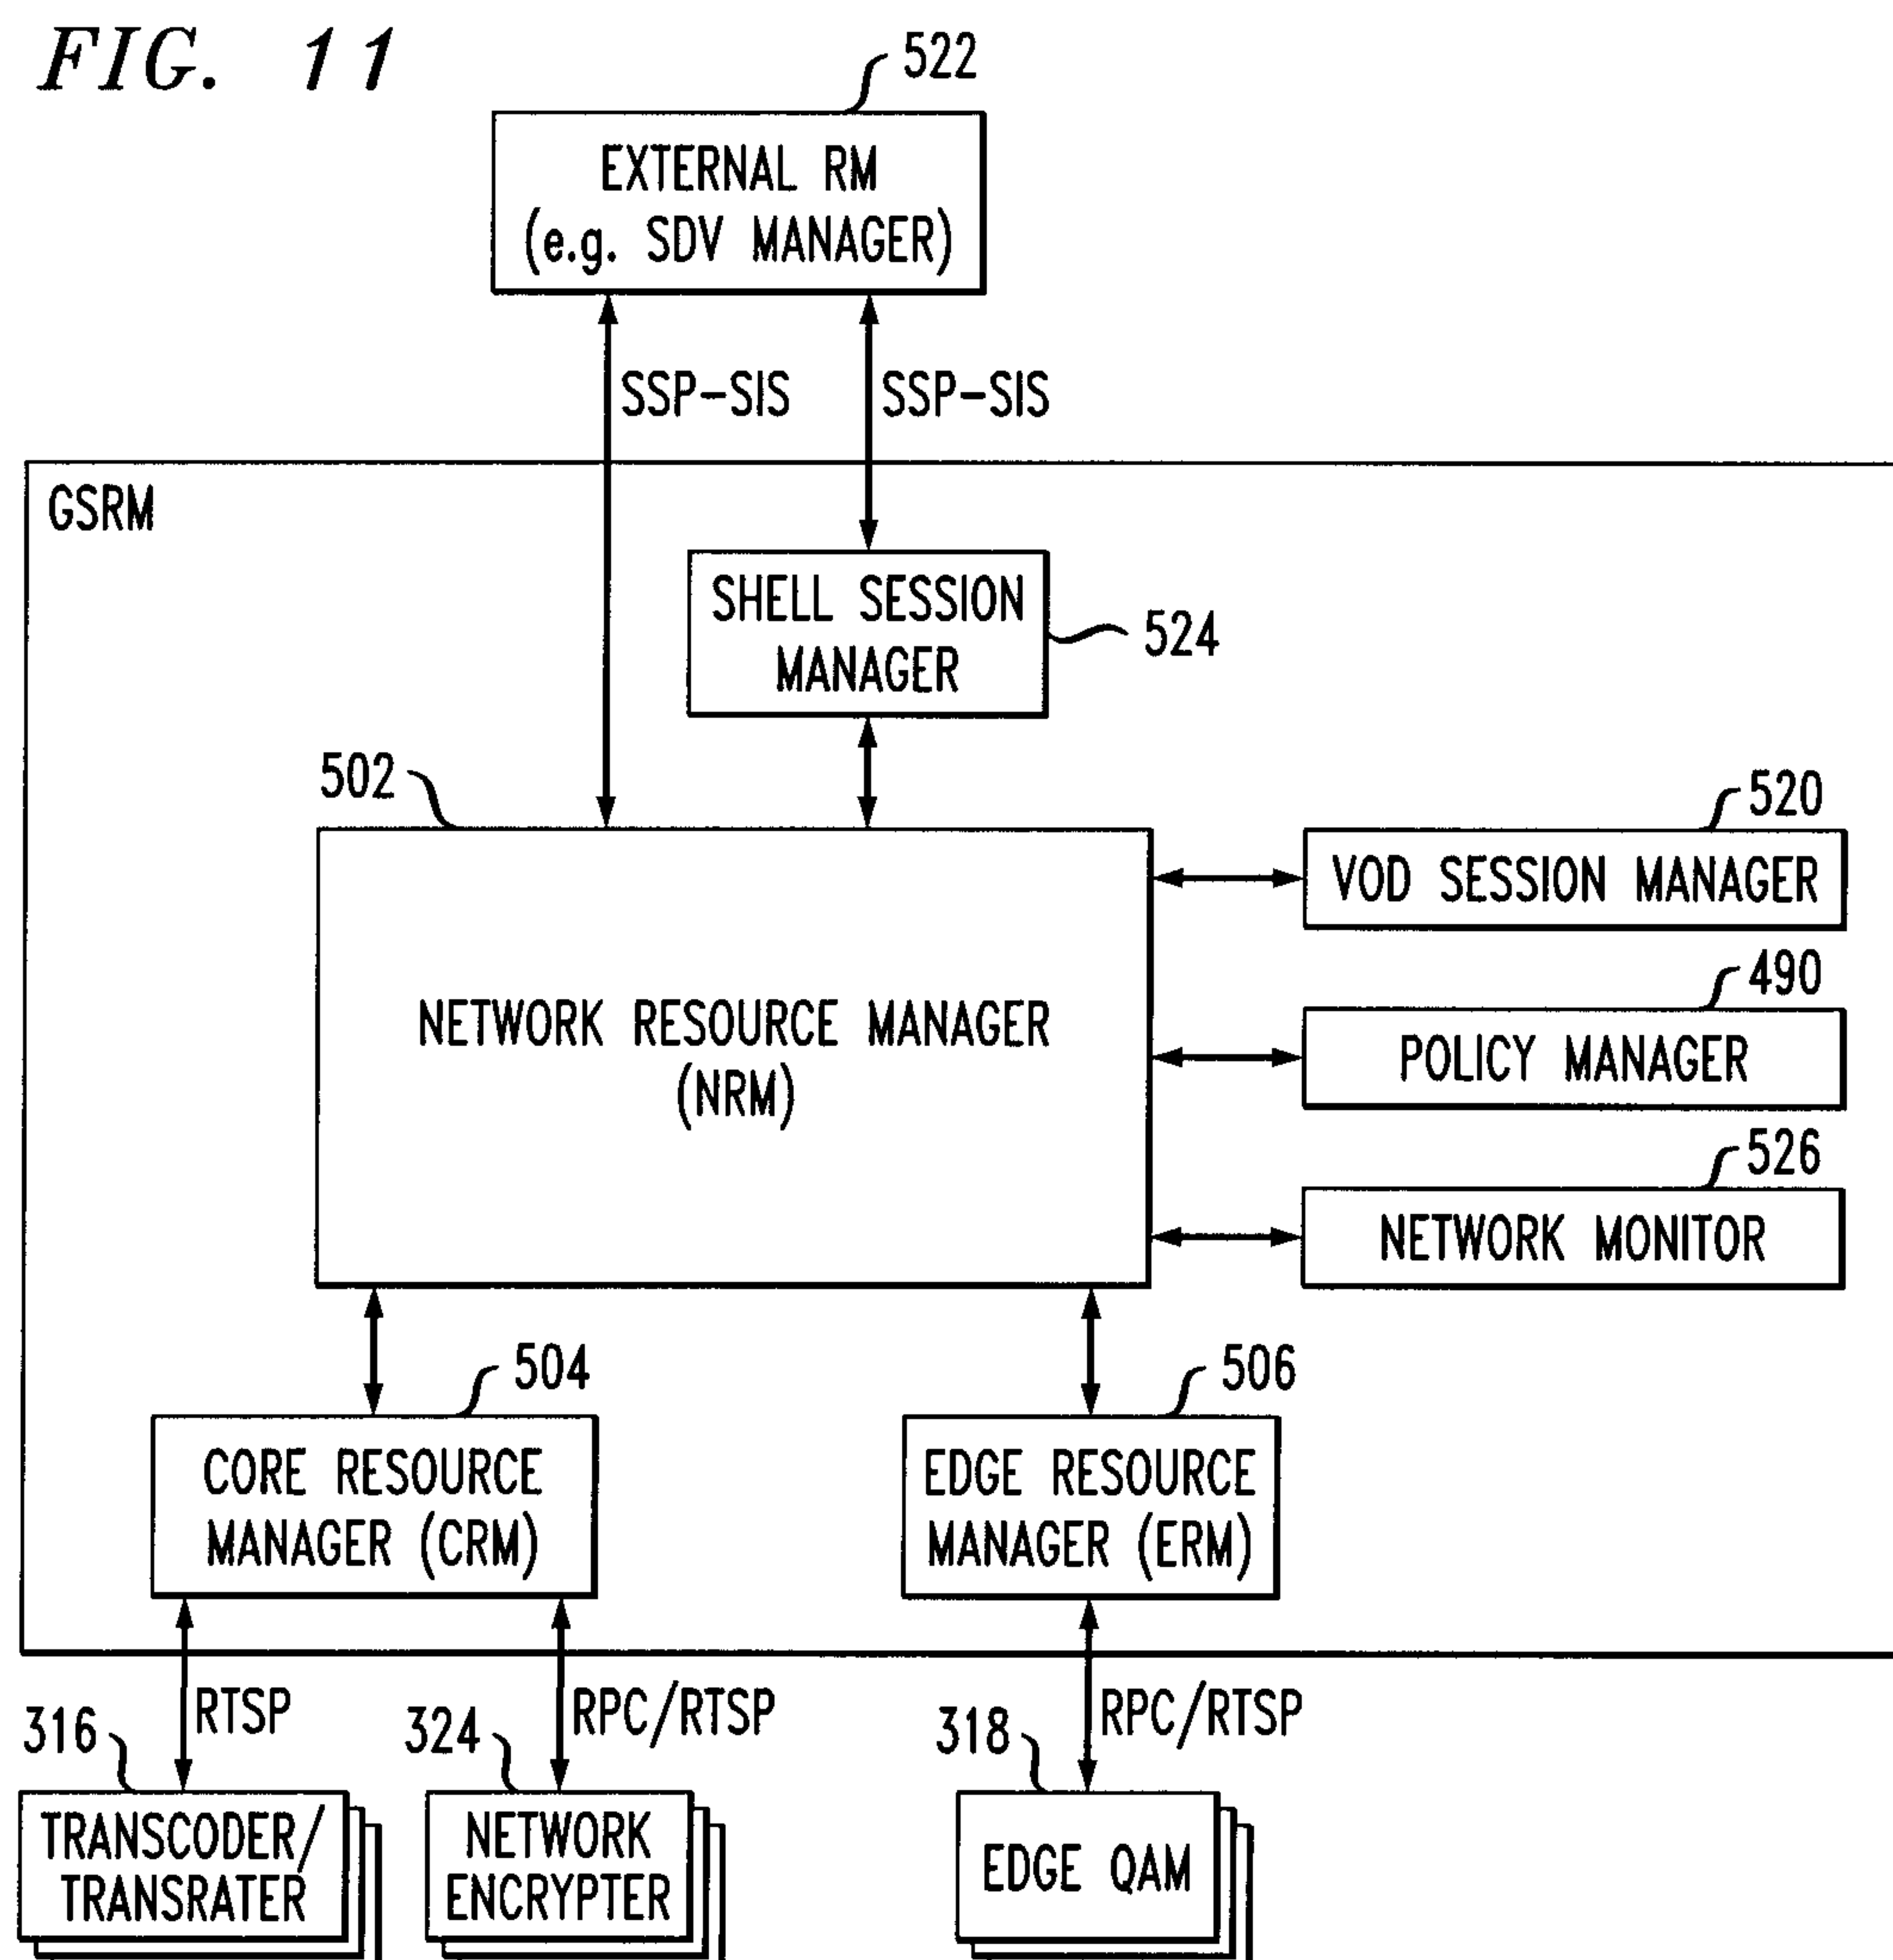 FIG. 11
522
EXTERNAL RM
(e.g. SDV MANAGER)
SSP-SIS
SSP-SIS
GSRM
SHELL SESSION
MANAGER
524
502
520
VOD SESSION MANAGER
490
NETWORK RESOURCE MANAGER
(NRM)
POLICY MANAGER
526
NETWORK MONITOR
504
506
CORE RESOURCE
MANAGER (CRM)
EDGE RESOURCE
MANAGER (ERM)
RTSP
RPC/RTSP
RPC/RTSP
316
324
318
TRANSCODER/
TRANSRATER
NETWORK
ENCRYPTER
EDGE QAM